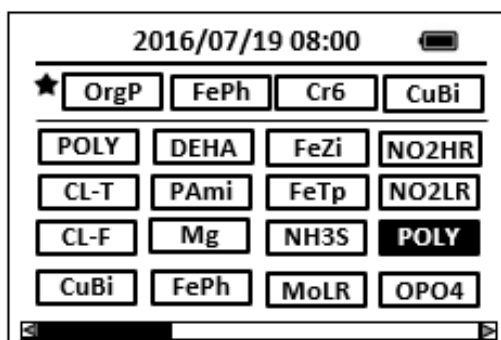 2016/07/19 08:00
OrgP FePh Cr6 CuBi
POLY DEHA FeZi NO2HR
CL-T PAmi FeTp NO2LR
CL-F Mg NH3S POLY
CuBi FePh MoLR OPO4